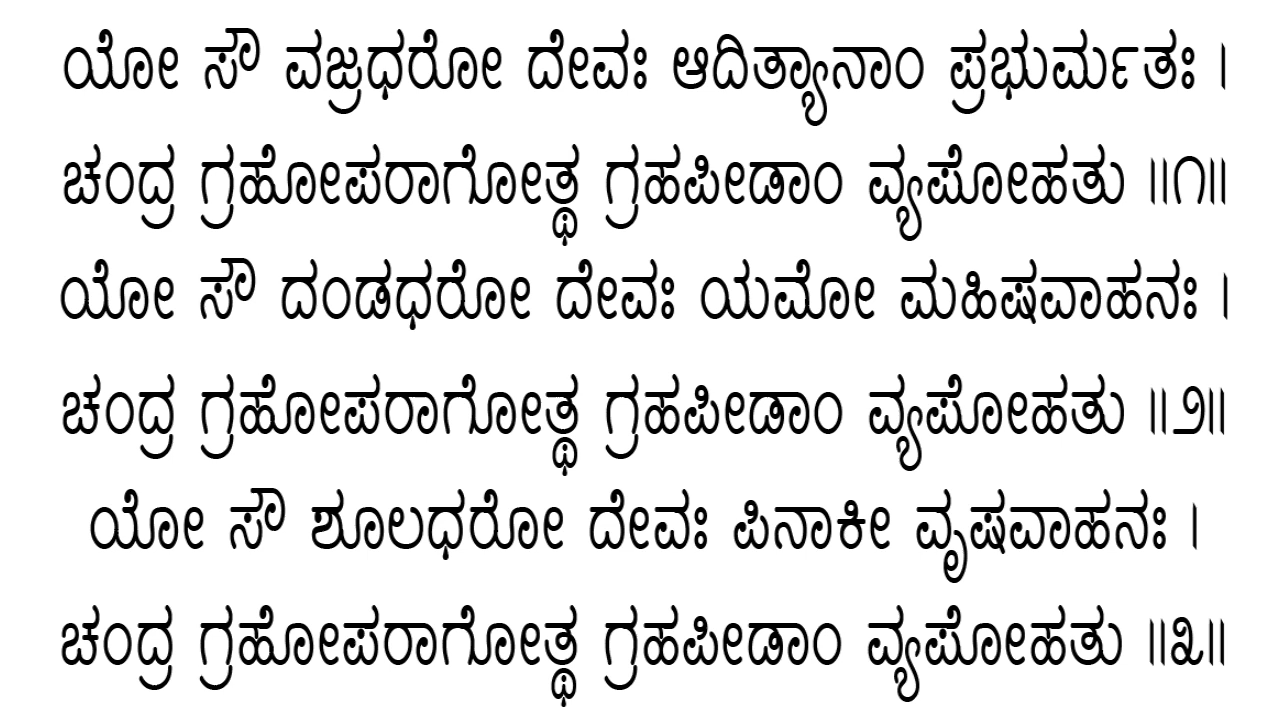 ಯೋ ಸೌ ವಜ್ರಧರೋ ದೇವಃ ಆದಿತ್ಯಾನಾಂ ಪ್ರಭುರ್ಮತಃ ।
ಚಂದ್ರ ಗ್ರಹೋಪರಾಗೋತ್ಥ ಗ್ರಹಪೀಡಾಂ ವ್ಯಪೋಹತು ॥೧॥
ಯೋ ಸೌ ದಂಡಧರೋ ದೇವಃ ಯಮೋ ಮಹಿಷವಾಹನಃ ।
ಚಂದ್ರ ಗ್ರಹೋಪರಾಗೋತ್ಥ ಗ್ರಹಪೀಡಾಂ ವ್ಯಪೋಹತು ॥೨॥
ಯೋ ಸೌ ಶೂಲಧರೋ ದೇವಃ ಪಿನಾಕೀ ವೃಷವಾಹನಃ ।
ಚಂದ್ರ ಗ್ರಹೋಪರಾಗೋತ್ಥ ಗ್ರಹಪೀಡಾಂ ವ್ಯಪೋಹತು ॥೩॥